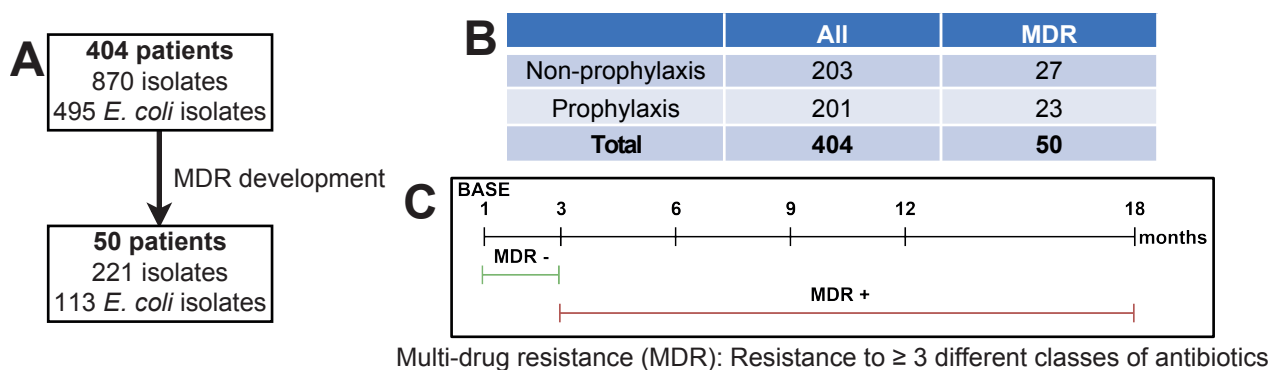 A
404 patients
870 isolates
495 E. coli isolates
MDR development
50 patients
221 isolates
113 E. coli isolates
B
All MDR
Non-prophylaxis 203 27
Prophylaxis 201 23
Total 404 50
C
BASE
1 3 6 9 12 18
months
MDR -
MDR +
Multi-drug resistance (MDR): Resistance to ≥ 3 different classes of antibiotics